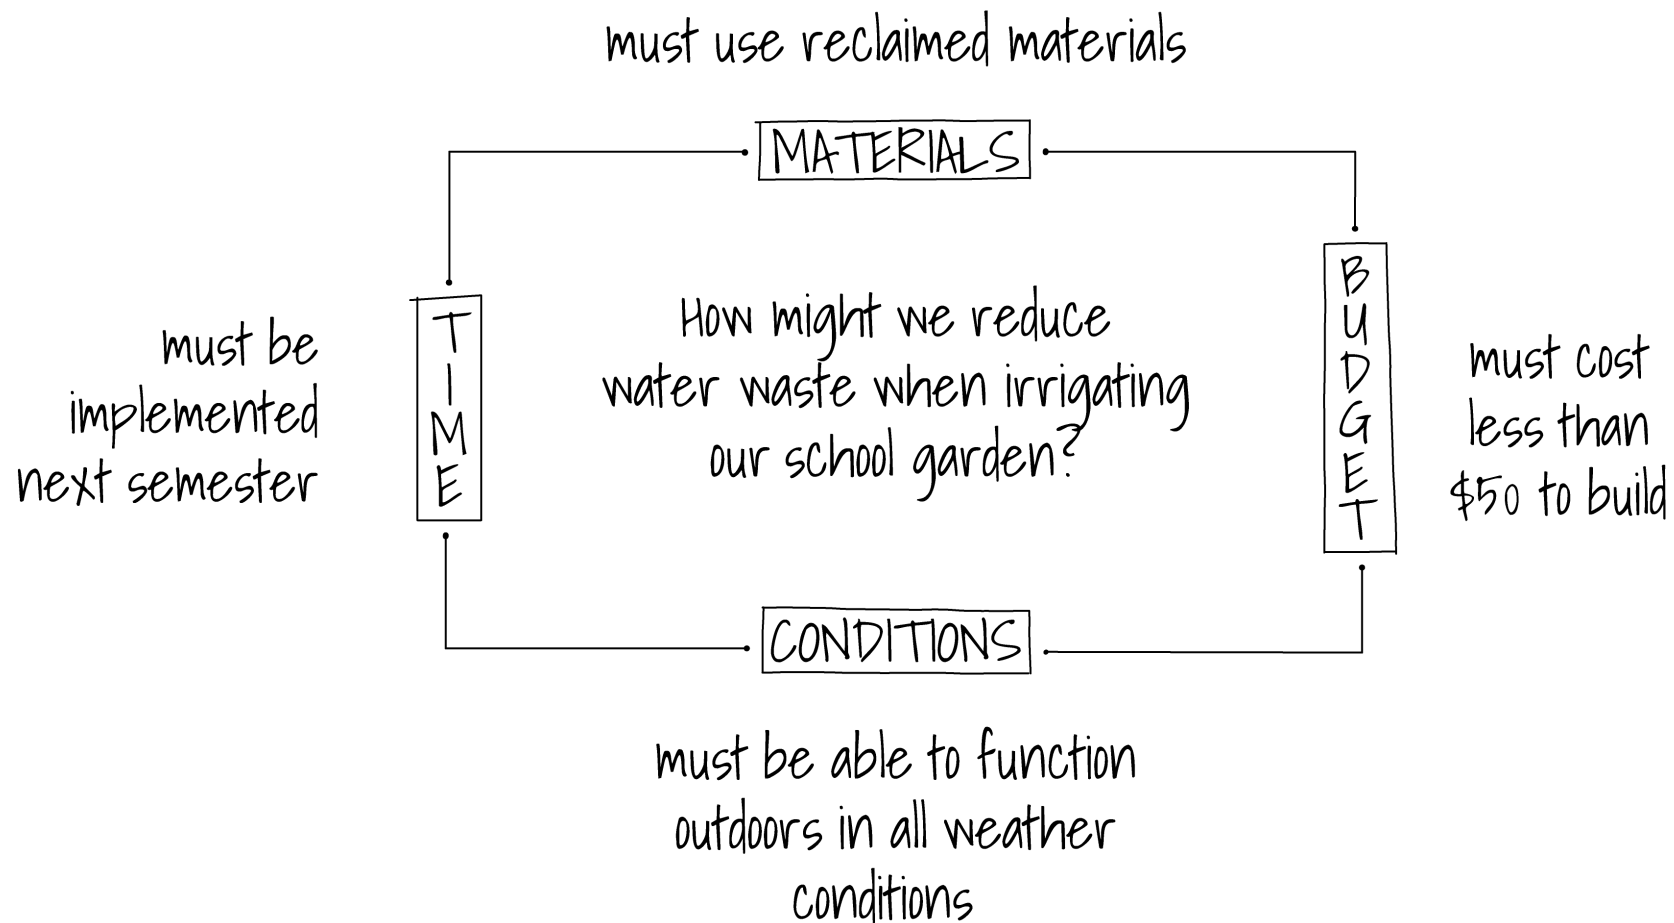 must use reclaimed materials
MATERIALS
TIME
must be
implemented
next semester
How might we reduce
water waste when irrigating
our school garden?
BUDGET
must cost
less than
$50 to build
CONDITIONS
must be able to function
outdoors in all weather
conditions